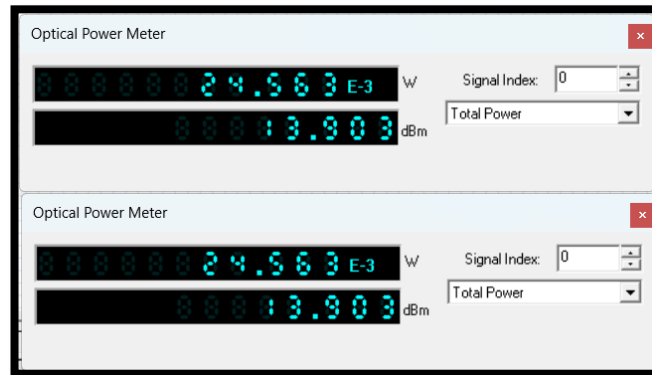 Optical Power Meter
24.563 E-3 W
Signal Index: 0
13.903 dBm
Total Power
Optical Power Meter
24.563 E-3 W
Signal Index: 0
13.903 dBm
Total Power